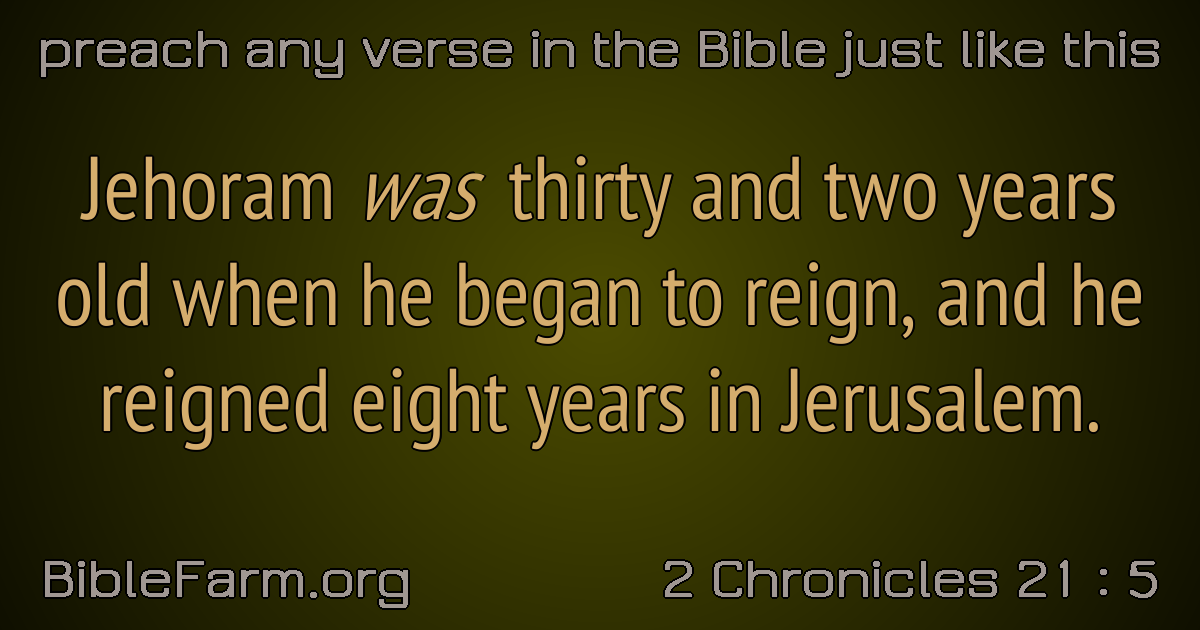 preach any verse in the Bible just like this
Jehoram was thirty and two years
old when he began to reign, and he
reigned eight years in Jerusalem.
BibleFarm.org
2 Chronicles 21 : 5